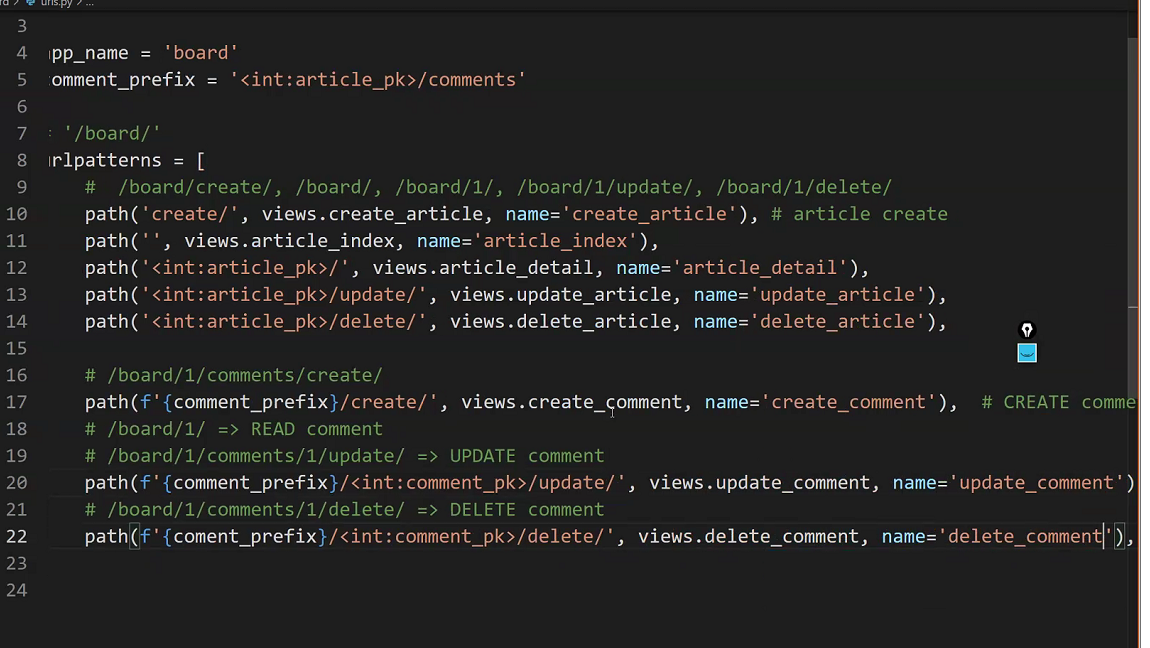 urls.py > ...
3
4 app_name = 'board'
5 comment_prefix = '<int:article_pk>/comments'
6
7 # '/board/'
8 urlpatterns = [
9 # /board/create/, /board/, /board/1/, /board/1/update/, /board/1/delete/
10 path('create/', views.create_article, name='create_article'), # article create
11 path('', views.article_index, name='article_index'),
12 path('<int:article_pk>/', views.article_detail, name='article_detail'),
13 path('<int:article_pk>/update/', views.update_article, name='update_article'),
14 path('<int:article_pk>/delete/', views.delete_article, name='delete_article'),
15
16 # /board/1/comments/create/
17 path(f'{comment_prefix}/create/', views.create_comment, name='create_comment'), # CREATE comme
18 # /board/1/ => READ comment
19 # /board/1/comments/1/update/ => UPDATE comment
20 path(f'{comment_prefix}/<int:comment_pk>/update/', views.update_comment, name='update_comment')
21 # /board/1/comments/1/delete/ => DELETE comment
22 path(f'{coment_prefix}/<int:comment_pk>/delete/', views.delete_comment, name='delete_comment'),
23
24